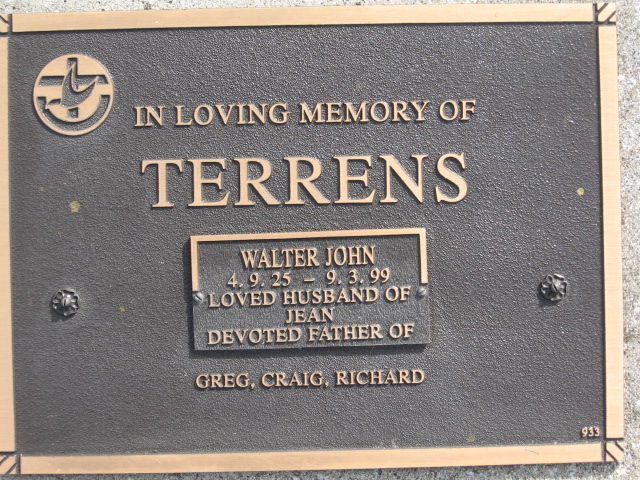 IN LOVING MEMORY OF
TERRENS
WALTER JOHN
4. 9. 25 – 9. 3. 99
LOVED HUSBAND OF
JEAN
DEVOTED FATHER OF
GREG, CRAIG, RICHARD
933